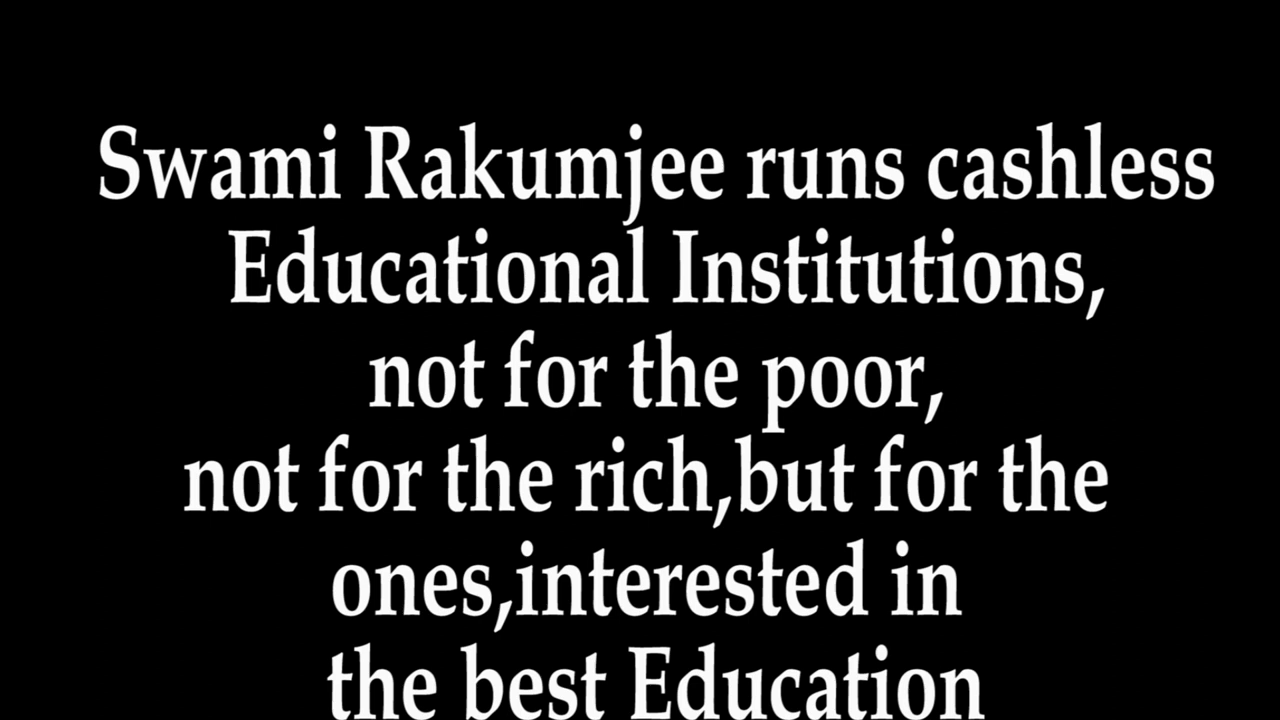 Swami Rakumjee runs cashless
Educational Institutions,
not for the poor,
not for the rich,but for the
ones,interested in
the best Education